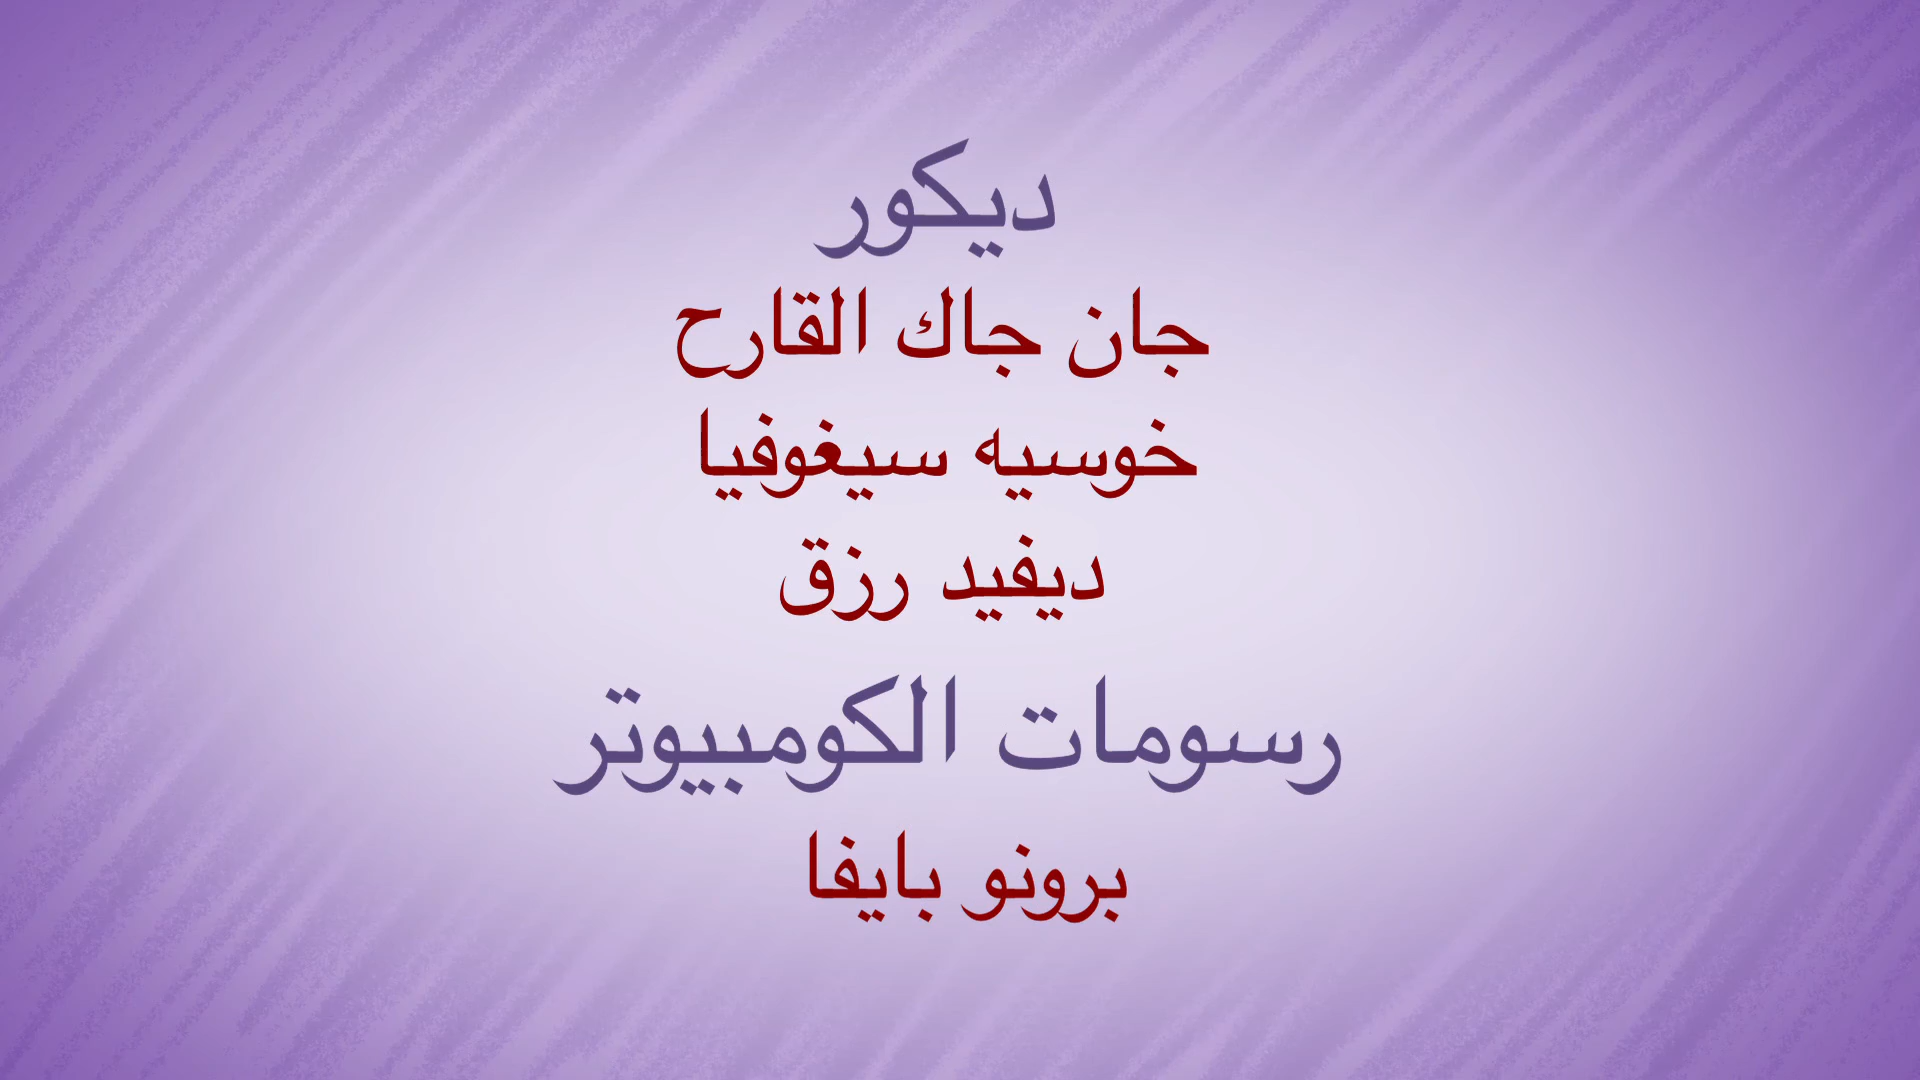 ديكور
جان جاك القارح
خوسيه سيغوفيا
ديفيد رزق
رسومات الكومبيوتر
برونو بايفا